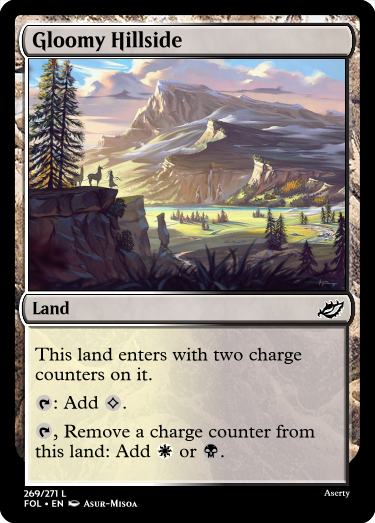 Gloomy Hillside
Land
This land enters with two charge
counters on it.
: Add .
, Remove a charge counter from
this land: Add or .
269/271 L
FOL • EN Asur-Misoa
Aserty